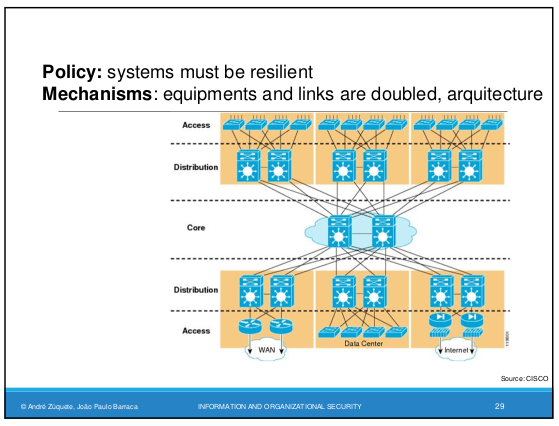 Policy: systems must be resilient
Mechanisms: equipments and links are doubled, arquitecture
Access
Distribution
Core
Distribution
Access
WAN
Data Center
Internet
Source: CISCO
© André Zúquete, João Paulo Barraca
INFORMATION AND ORGANIZATIONAL SECURITY
29